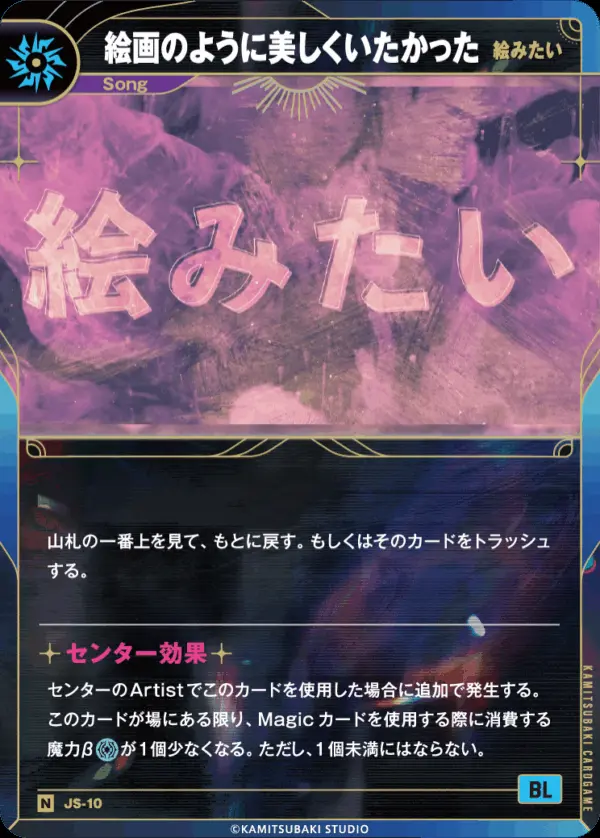 絵画のように美しくいたかった 絵みたい
Song
絵みたい
山札の一番上を見て、もとに戻す。もしくはそのカードをトラッシュ
する。
センター効果
センターのArtistでこのカードを使用した場合に追加で発生する。
このカードが場にある限り、Magicカードを使用する際に消費する
魔力βが1個少なくなる。ただし、1個未満にはならない。
KAMITSUBAKI CARDGAME
BL
N JS-10
©KAMITSUBAKI STUDIO